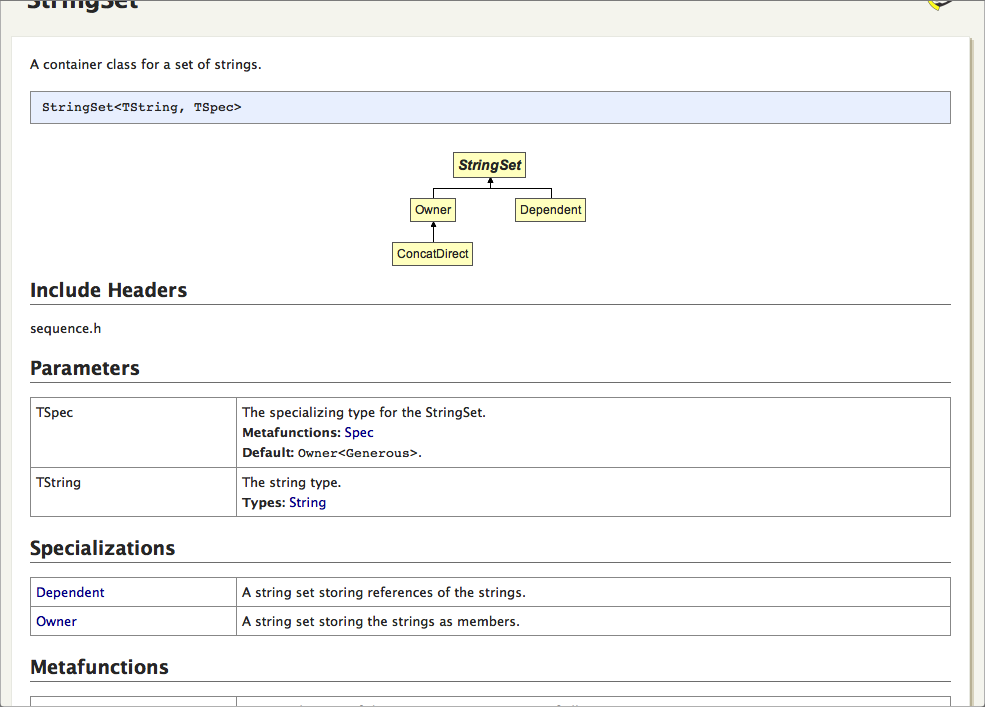 StringSet
A container class for a set of strings.
StringSet<TString, TSpec>
StringSet
Owner Dependent
ConcatDirect
Include Headers
sequence.h
Parameters
TSpec The specializing type for the StringSet.
Metafunctions: Spec
Default: Owner<Generous>.
TString The string type.
Types: String
Specializations
Dependent A string set storing references of the strings.
Owner A string set storing the strings as members.
Metafunctions